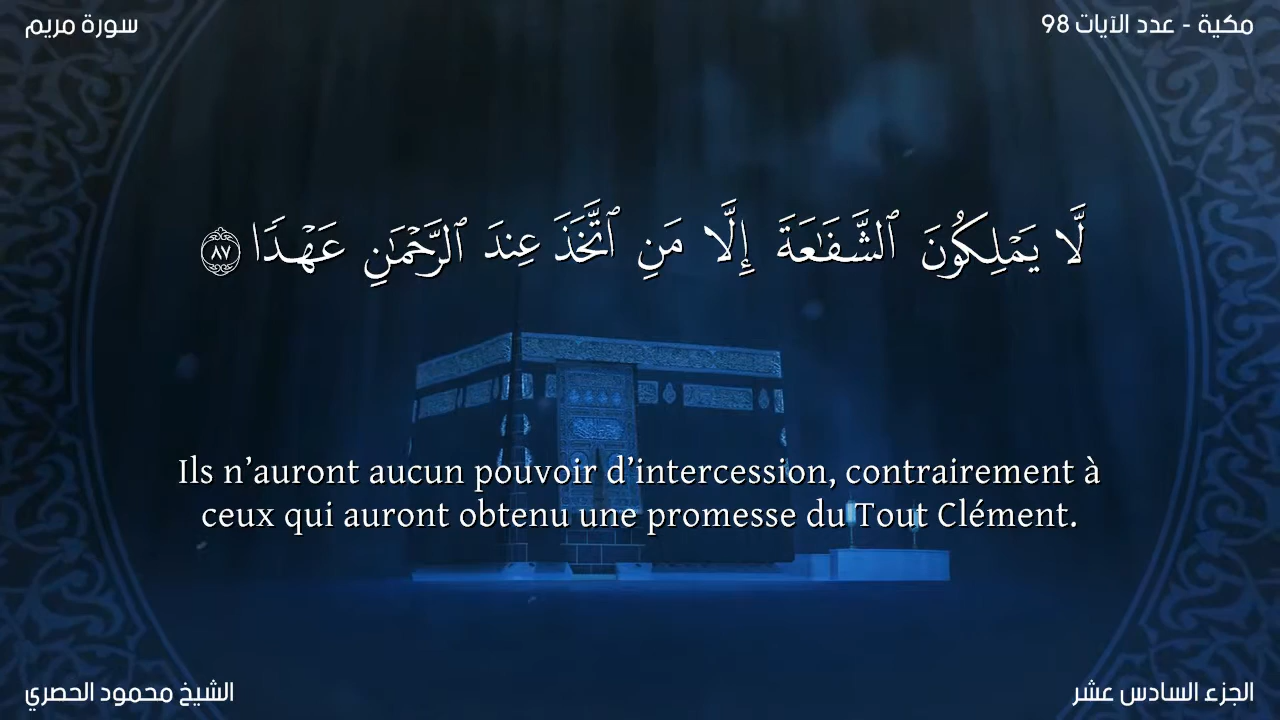 سورة مريم
مكية - عدد الآيات 98
لَّا يَمْلِكُونَ ٱلشَّفَٰعَةَ إِلَّا مَنِ ٱتَّخَذَ عِندَ ٱلرَّحْمَٰنِ عَهْدًا ٨٧
Ils n’auront aucun pouvoir d’intercession, contrairement à
ceux qui auront obtenu une promesse du Tout Clément.
الشيخ محمود الحصري
الجزء السادس عشر